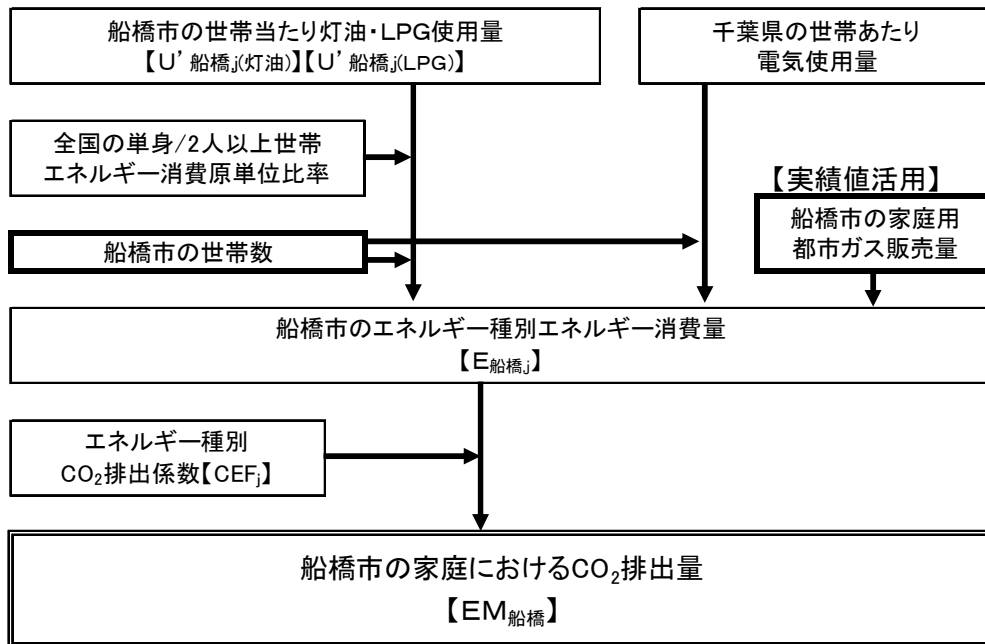 船橋市の世帯当たり灯油・LPG使用量
【U’船橋j(灯油)】【U’船橋j(LPG)】
千葉県の世帯あたり
電気使用量
全国の単身/2人以上世帯
エネルギー消費原単位比率
【実績値活用】
船橋市の家庭用
都市ガス販売量
船橋市の世帯数
船橋市のエネルギー種別エネルギー消費量
【E船橋j】
エネルギー種別
CO₂排出係数【CEFj】
船橋市の家庭におけるCO₂排出量
【EM船橋】